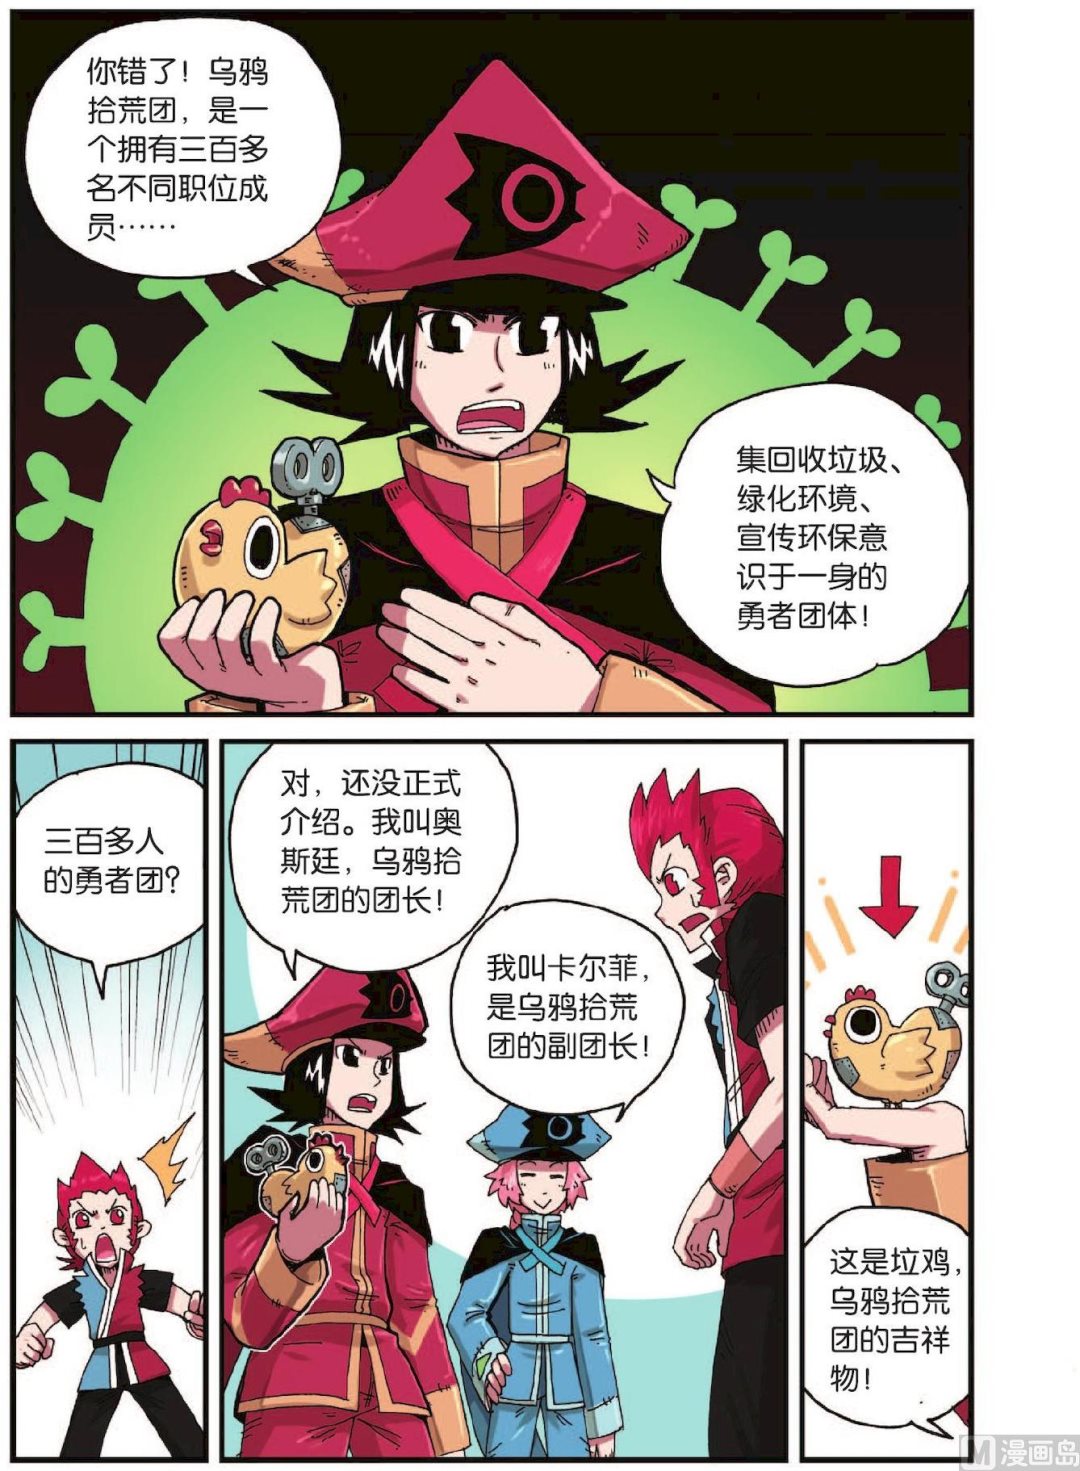 你错了！乌鸦
拾荒团，是一
个拥有三百多
名不同职位成
员……
集回收垃圾、
绿化环境、
宣传环保意
识于一身的
勇者团体！
三百多人
的勇者团？
对，还没正式
介绍。我叫奥
斯廷，乌鸦拾
荒团的团长！
我叫卡尔菲，
是乌鸦拾荒
团的副团长！
这是垃鸡，
乌鸦拾荒
团的吉祥
物！
M 漫画岛